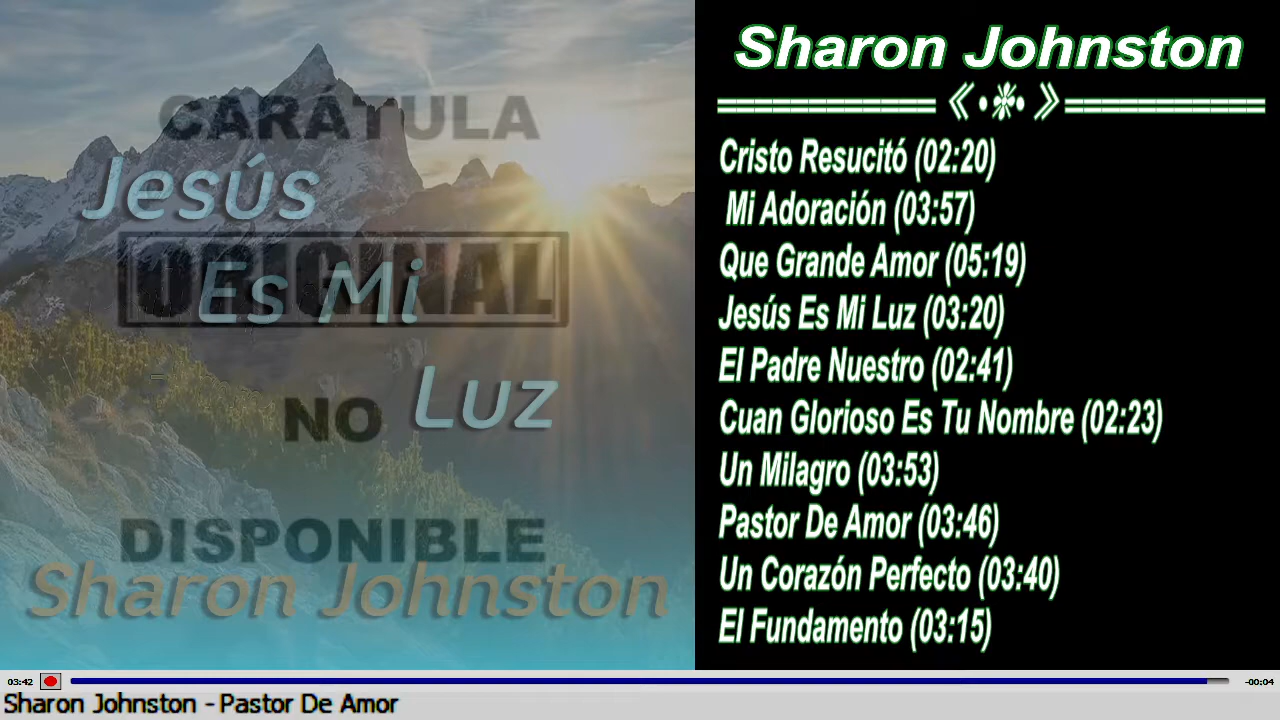 CARÁTULA
Jesús
ORIGINAL
Es Mi
NO
Luz
DISPONIBLE
Sharon Johnston
Sharon Johnston
Cristo Resucitó (02:20)
Mi Adoración (03:57)
Que Grande Amor (05:19)
Jesús Es Mi Luz (03:20)
El Padre Nuestro (02:41)
Cuan Glorioso Es Tu Nombre (02:23)
Un Milagro (03:53)
Pastor De Amor (03:46)
Un Corazón Perfecto (03:40)
El Fundamento (03:15)
03:42
-00:04
Sharon Johnston - Pastor De Amor